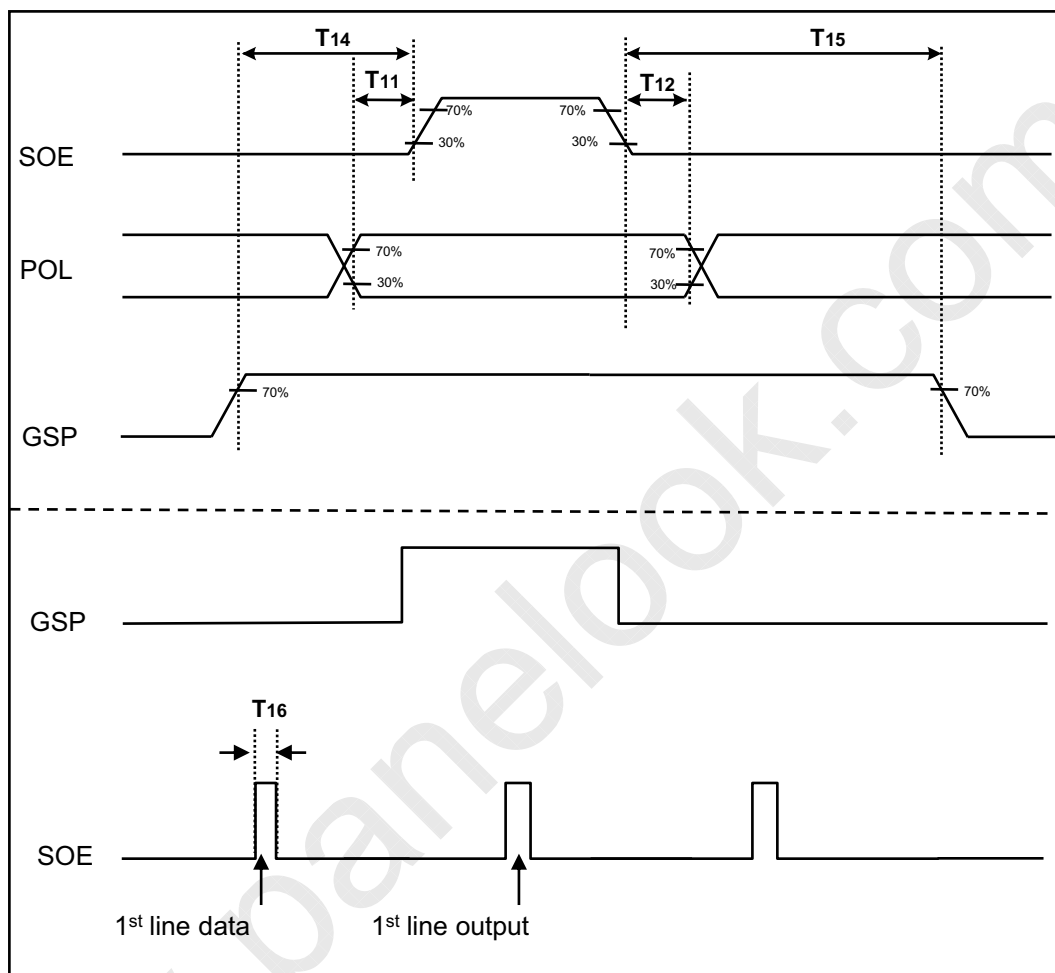 T14
T15
T11
T12
70%
70%
30%
30%
SOE
POL
70%
70%
30%
30%
GSP
70%
70%
GSP
T16
SOE
1st line data
1st line output
panelook.com